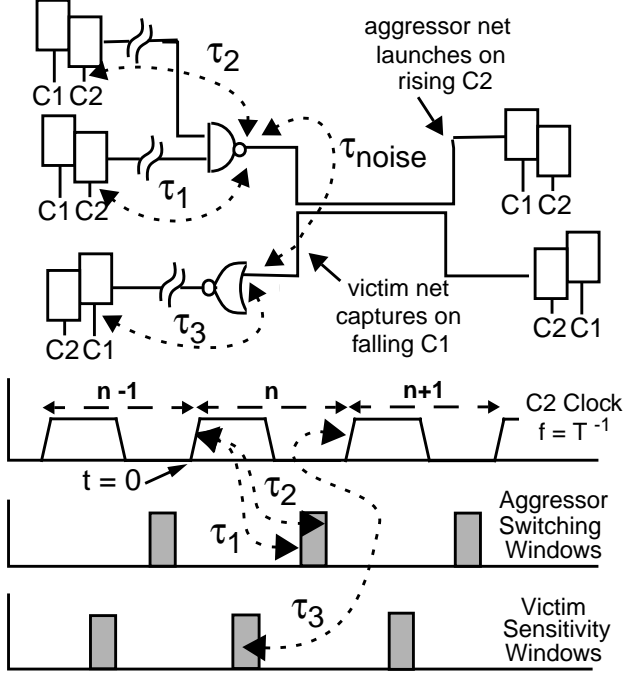 aggressor net
launches on
rising C2
τ2
C1 C2
C1 C2
τ1
τnoise
C1
C2
C2 C1
τ3
victim net
captures on
falling C1
C2 C1
n -1
n
n+1
C2 Clock
f = T -1
t = 0
τ2
τ1
Aggressor
Switching
Windows
τ3
Victim
Sensitivity
Windows